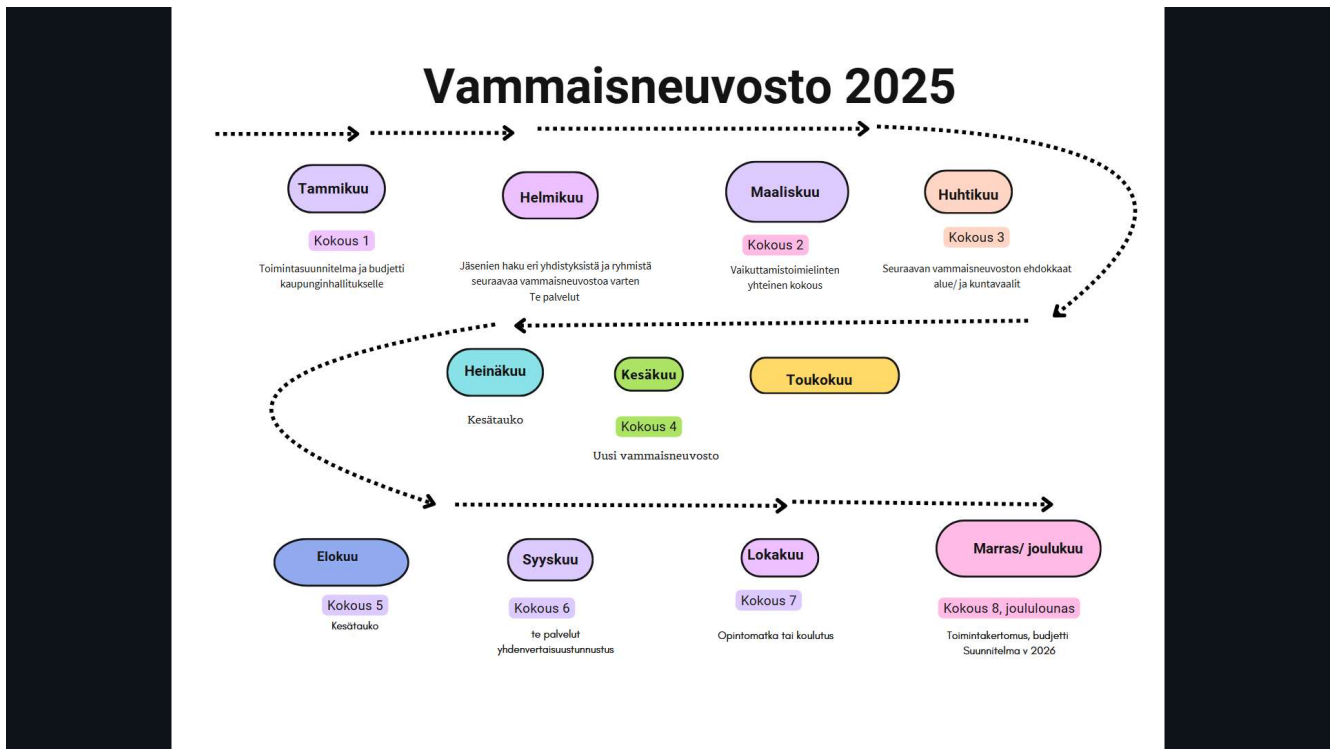 Vammaisneuvosto 2025
Tammikuu
Kokous 1
Toimintasuunnitelma ja budjetti
kaupunginhallitukselle
Helmikuu
Jäsenien haku eri yhdistyksistä ja ryhmistä
seuraavaa vammaisneuvostoa varten
Te palvelut
Maaliskuu
Kokous 2
Vaikuttamistoimielinten
yhteinen kokous
Huhtikuu
Kokous 3
Seuraavan vammaisneuvoston ehdokkaat
alue/ ja kuntavaalit
Toukokuu
Kesäkuu
Kokous 4
Uusi vammaisneuvosto
Heinäkuu
Kesätauko
Elokuu
Kokous 5
Kesätauko
Syyskuu
Kokous 6
te palvelut
yhdenvertaisuustunnustus
Lokakuu
Kokous 7
Opintomatka tai koulutus
Marras/ joulukuu
Kokous 8, joululounas
Toimintakertomus, budjetti
Suunnitelma v 2026